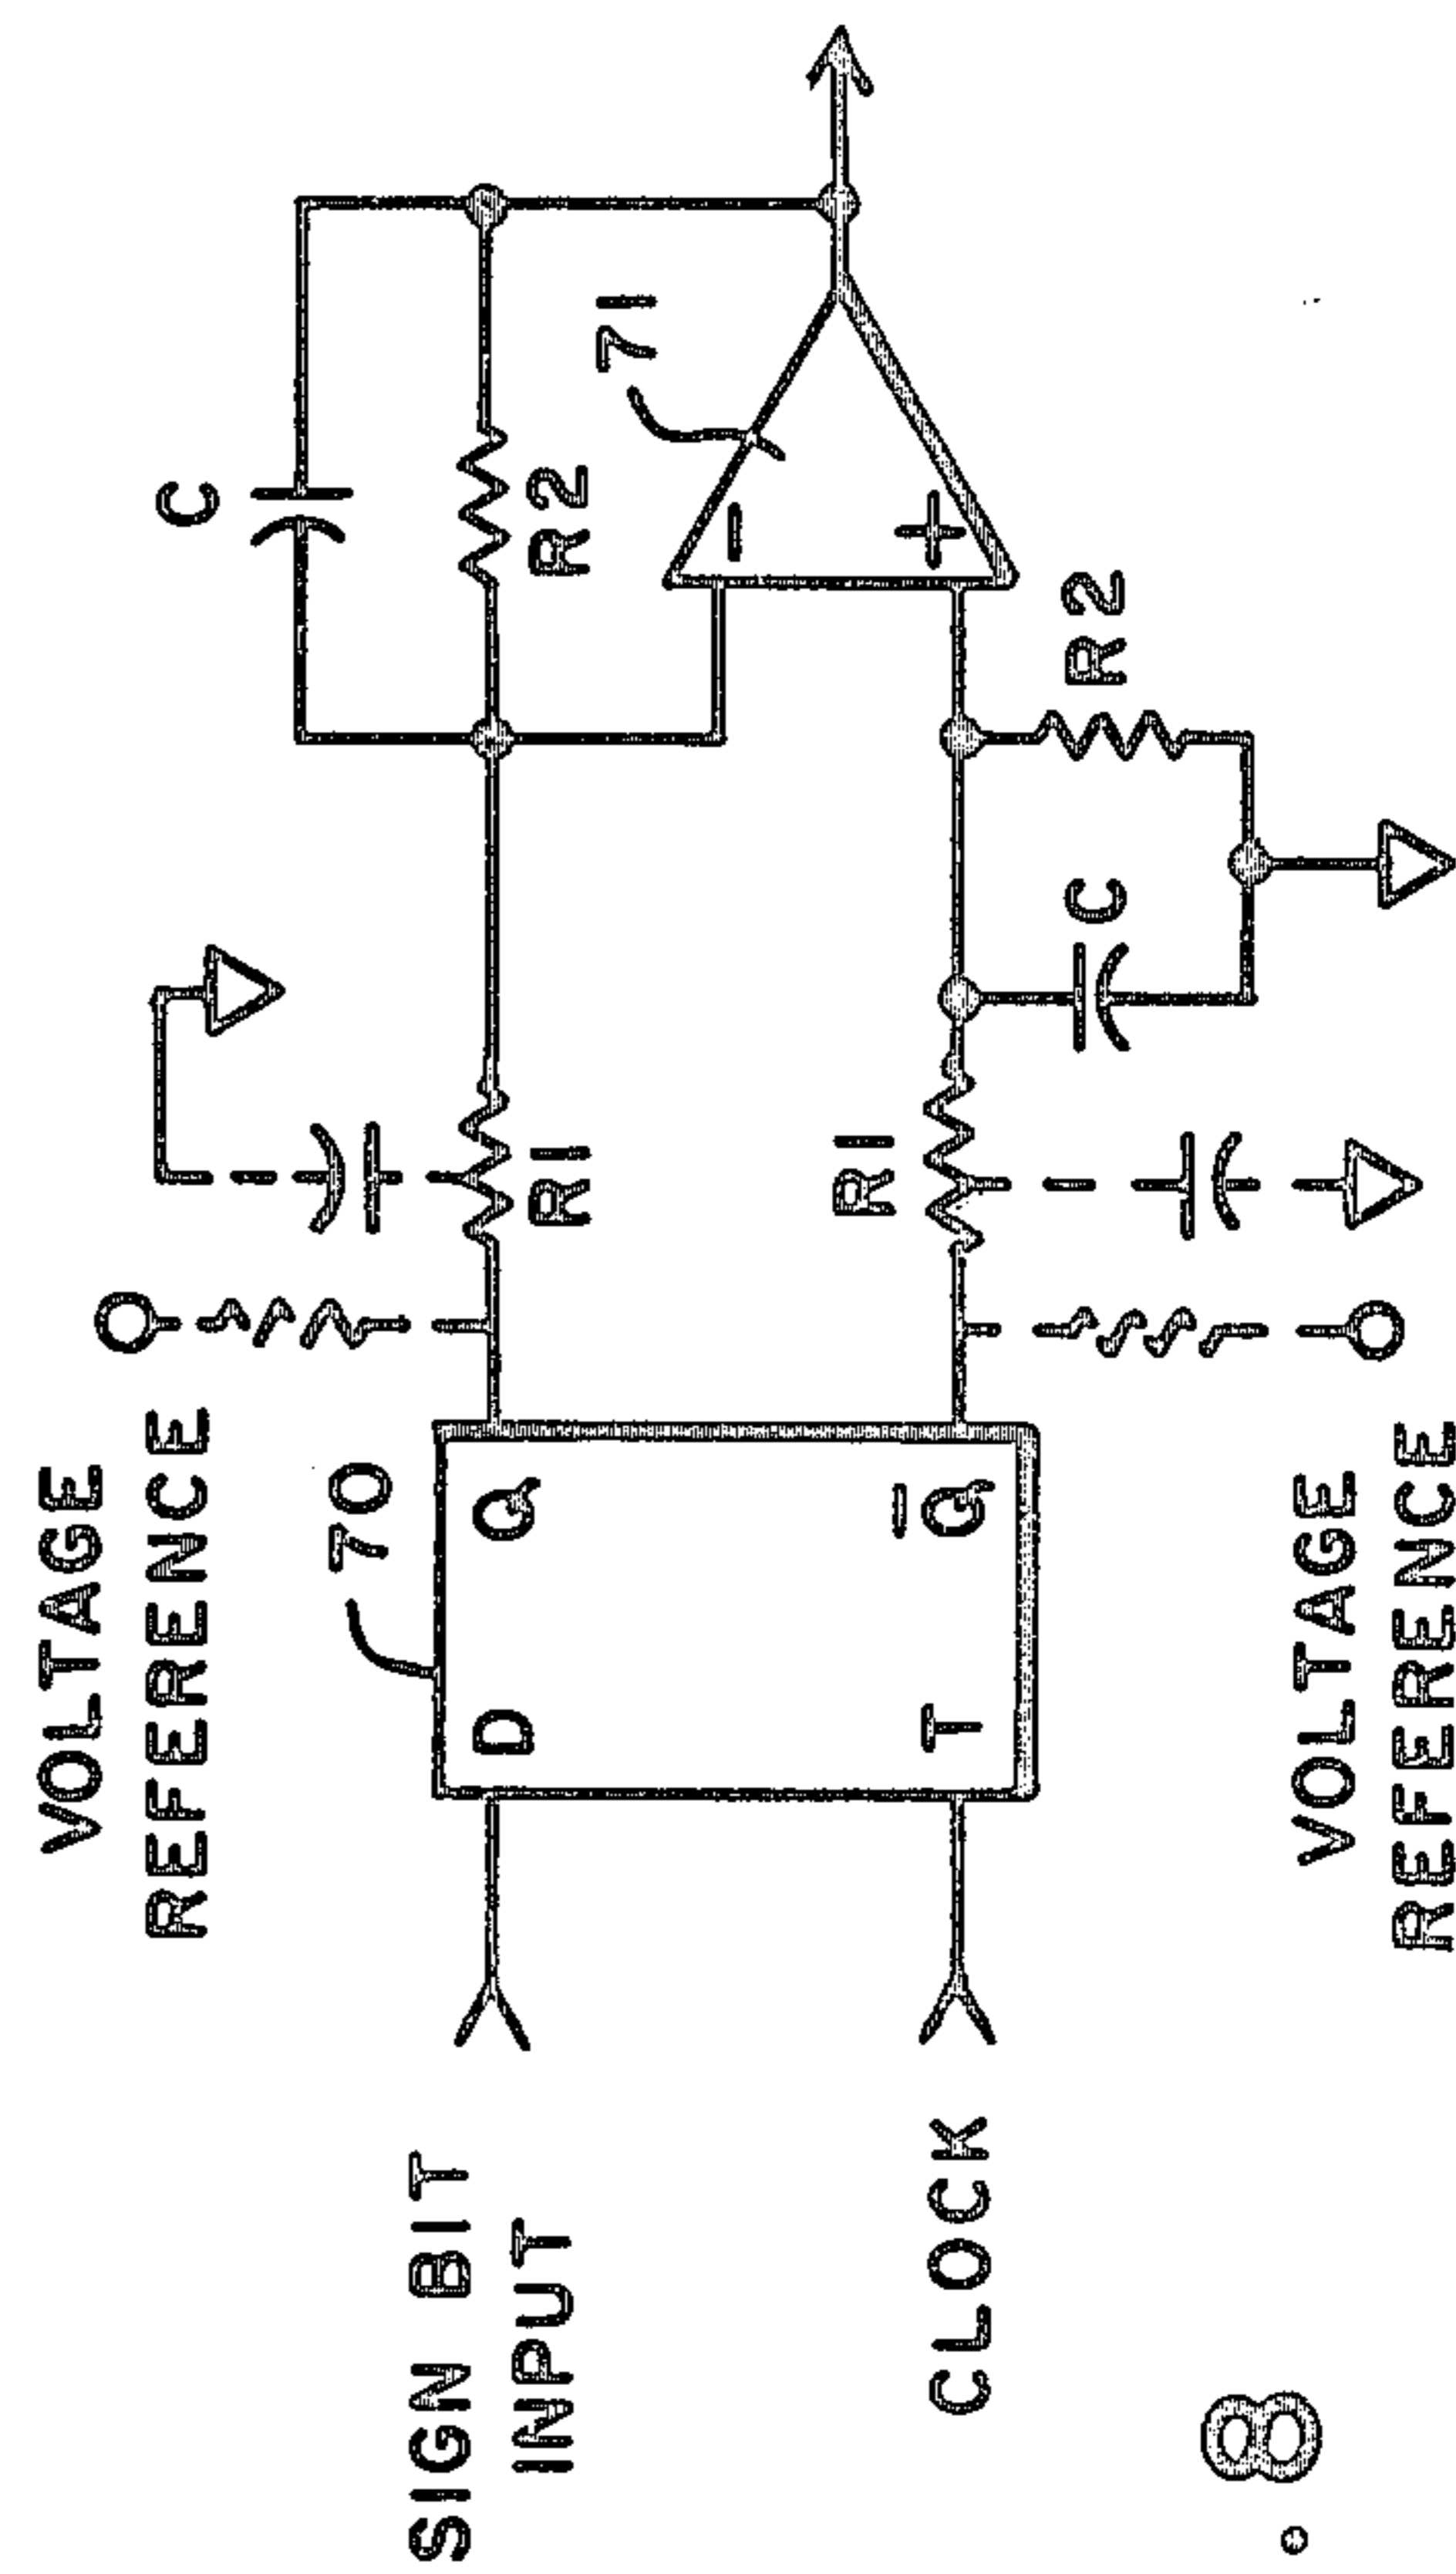 VOLTAGE
REFERENCE
C
70
R1
R2
71
D
Q
SIGN BIT
INPUT
−
+
R1
T
Q̅
CLOCK
C
R2
VOLTAGE
REFERENCE
. 8